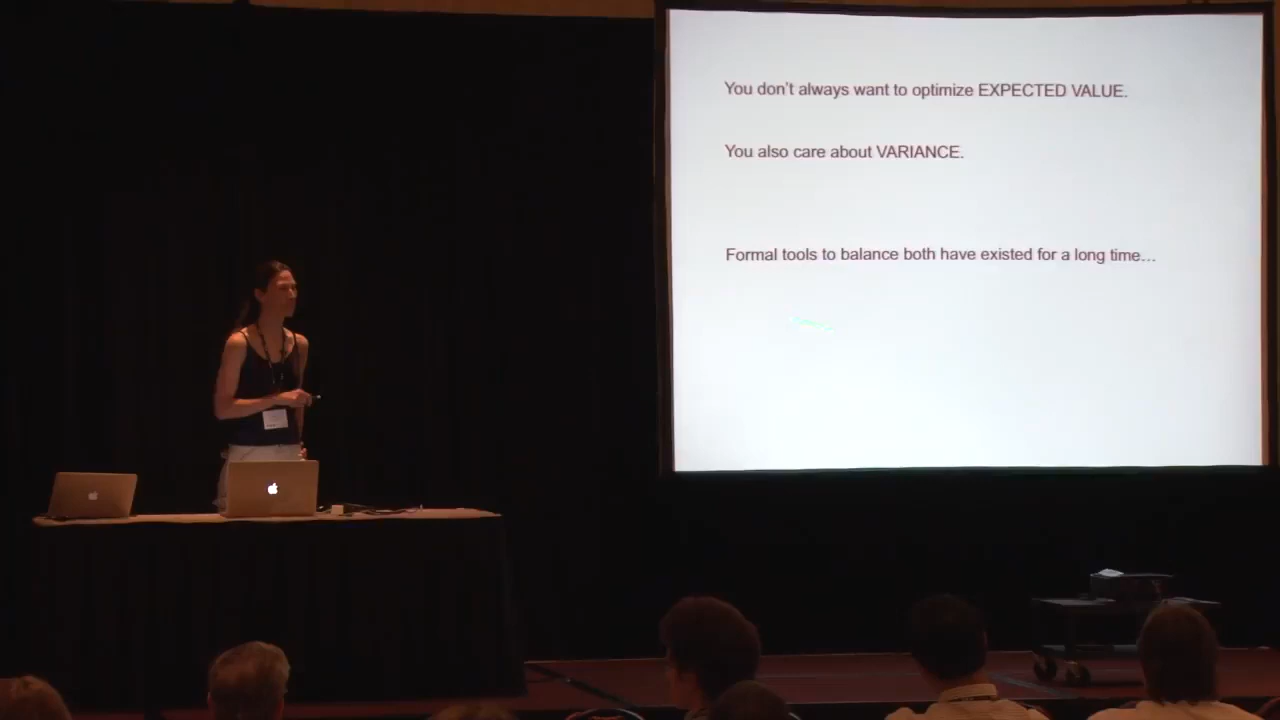 You don't always want to optimize EXPECTED VALUE.
You also care about VARIANCE.
Formal tools to balance both have existed for a long time…